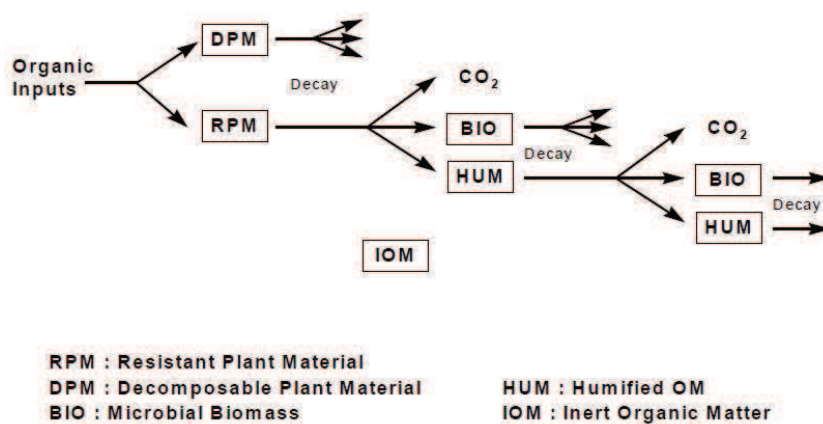 DPM
Organic
Inputs
Decay
CO2
RPM
BIO
CO2
Decay
HUM
BIO
Decay
HUM
IOM
RPM : Resistant Plant Material
DPM : Decomposable Plant Material
HUM : Humified OM
BIO : Microbial Biomass
IOM : Inert Organic Matter